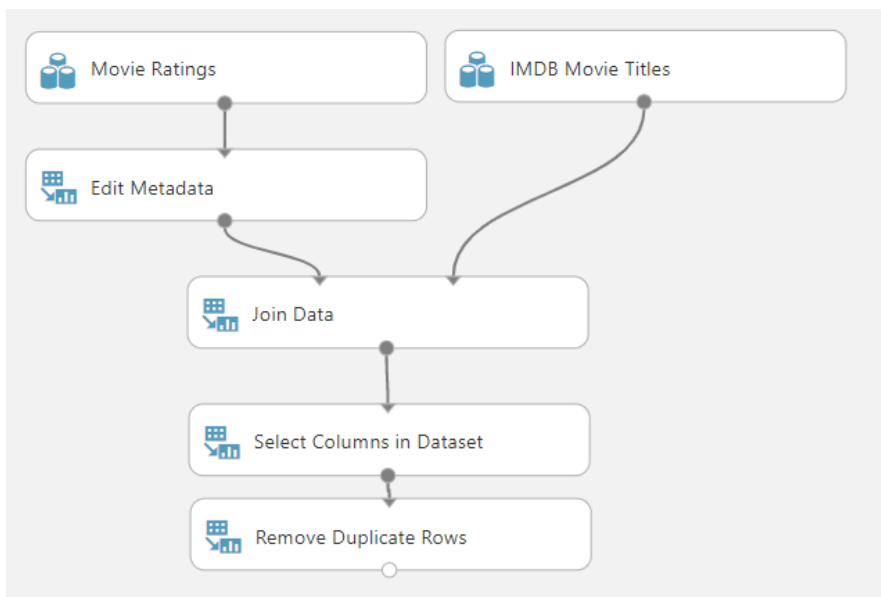 Movie Ratings
IMDB Movie Titles
Edit Metadata
Join Data
Select Columns in Dataset
Remove Duplicate Rows